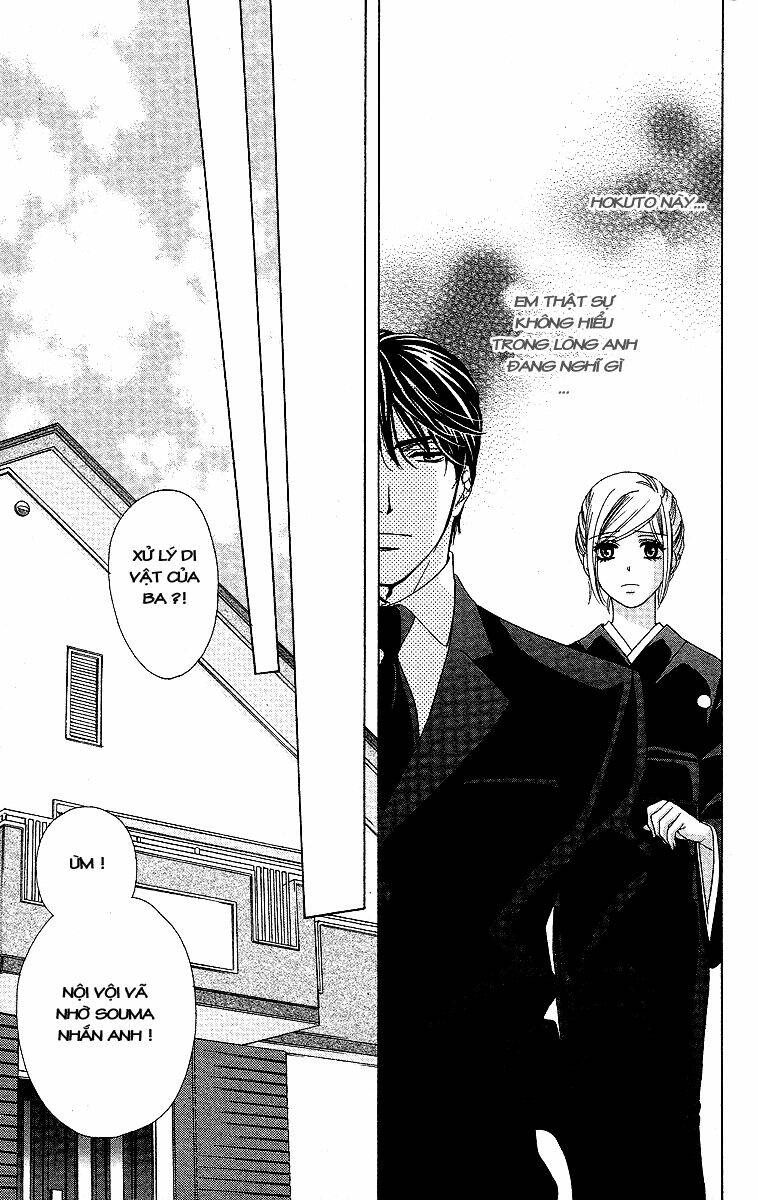 HOKUTO NÀY...
EM THẬT SỰ
KHÔNG HIỂU
TRONG LÒNG ANH
ĐANG NGHĨ GÌ
...
XỬ LÝ DI
VẬT CỦA
BA ?!
ỪM !
NỘI VỘI VÃ
NHỜ SOUMA
NHẮN ANH !